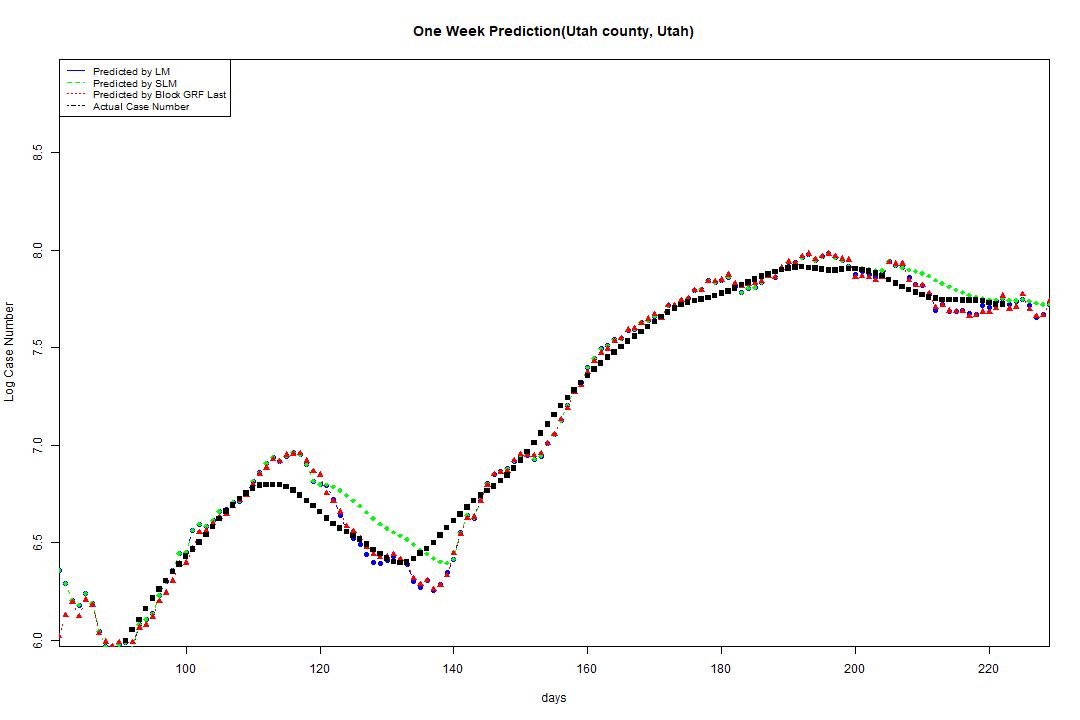 One Week Prediction(Utah county, Utah)
Predicted by LM
Predicted by SLM
Predicted by Block GRF Last
Actual Case Number
8.5
8.0
7.5
7.0
6.5
6.0
Log Case Number
100 120 140 160 180 200 220
days